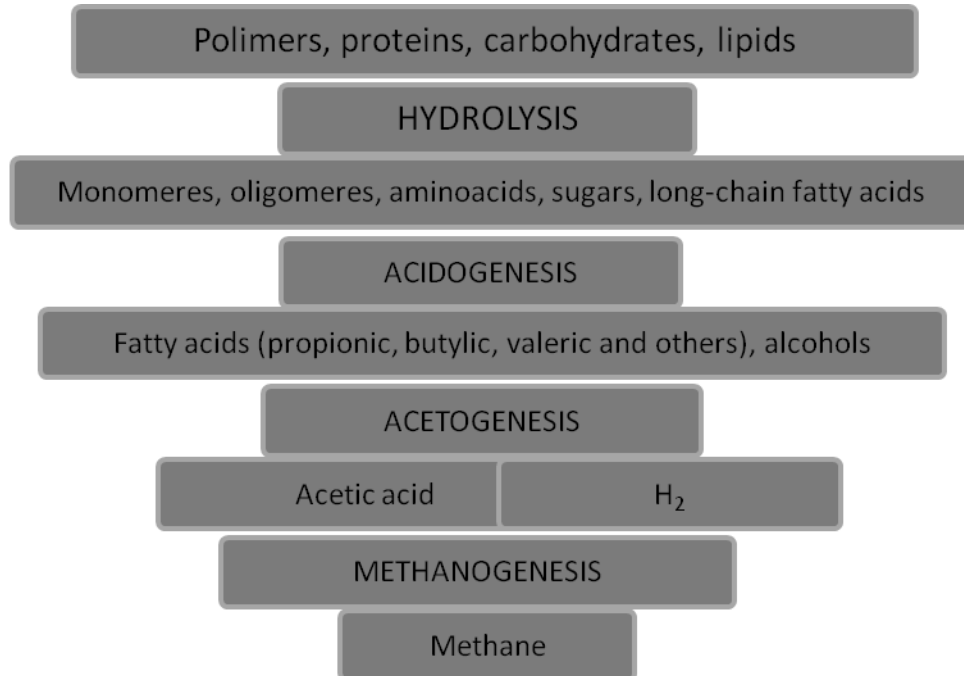 Polimers, proteins, carbohydrates, lipids
HYDROLYSIS
Monomeres, oligomeres, aminoacids, sugars, long-chain fatty acids
ACIDOGENESIS
Fatty acids (propionic, butylic, valeric and others), alcohols
ACETOGENESIS
Acetic acid
H₂
METHANOGENESIS
Methane